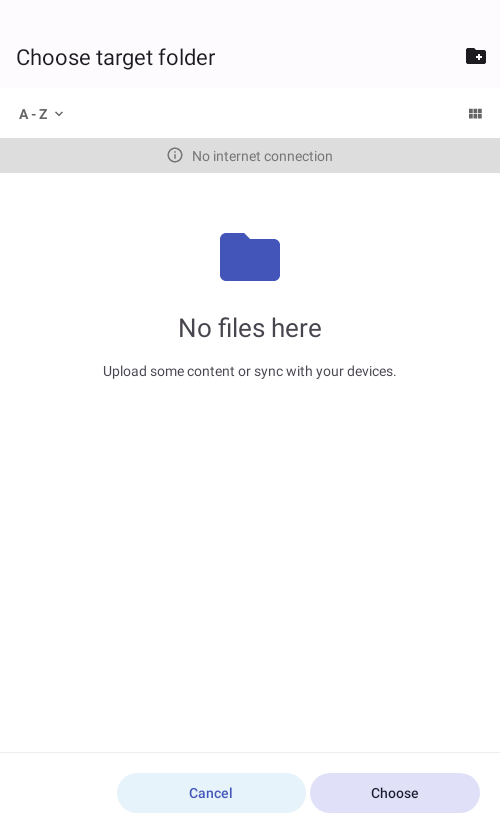 Choose target folder
A - Z
No internet connection
No files here
Upload some content or sync with your devices.
Cancel
Choose